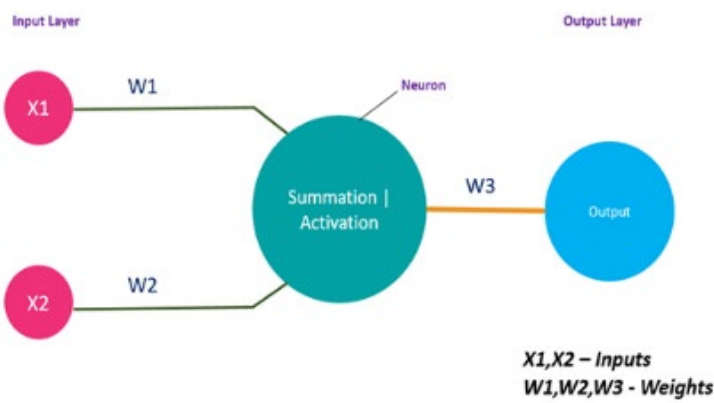 Input Layer
Output Layer
W1
Neuron
X1
Summation |
Activation
W3
Output
W2
X2
X1,X2 – Inputs
W1,W2,W3 - Weights